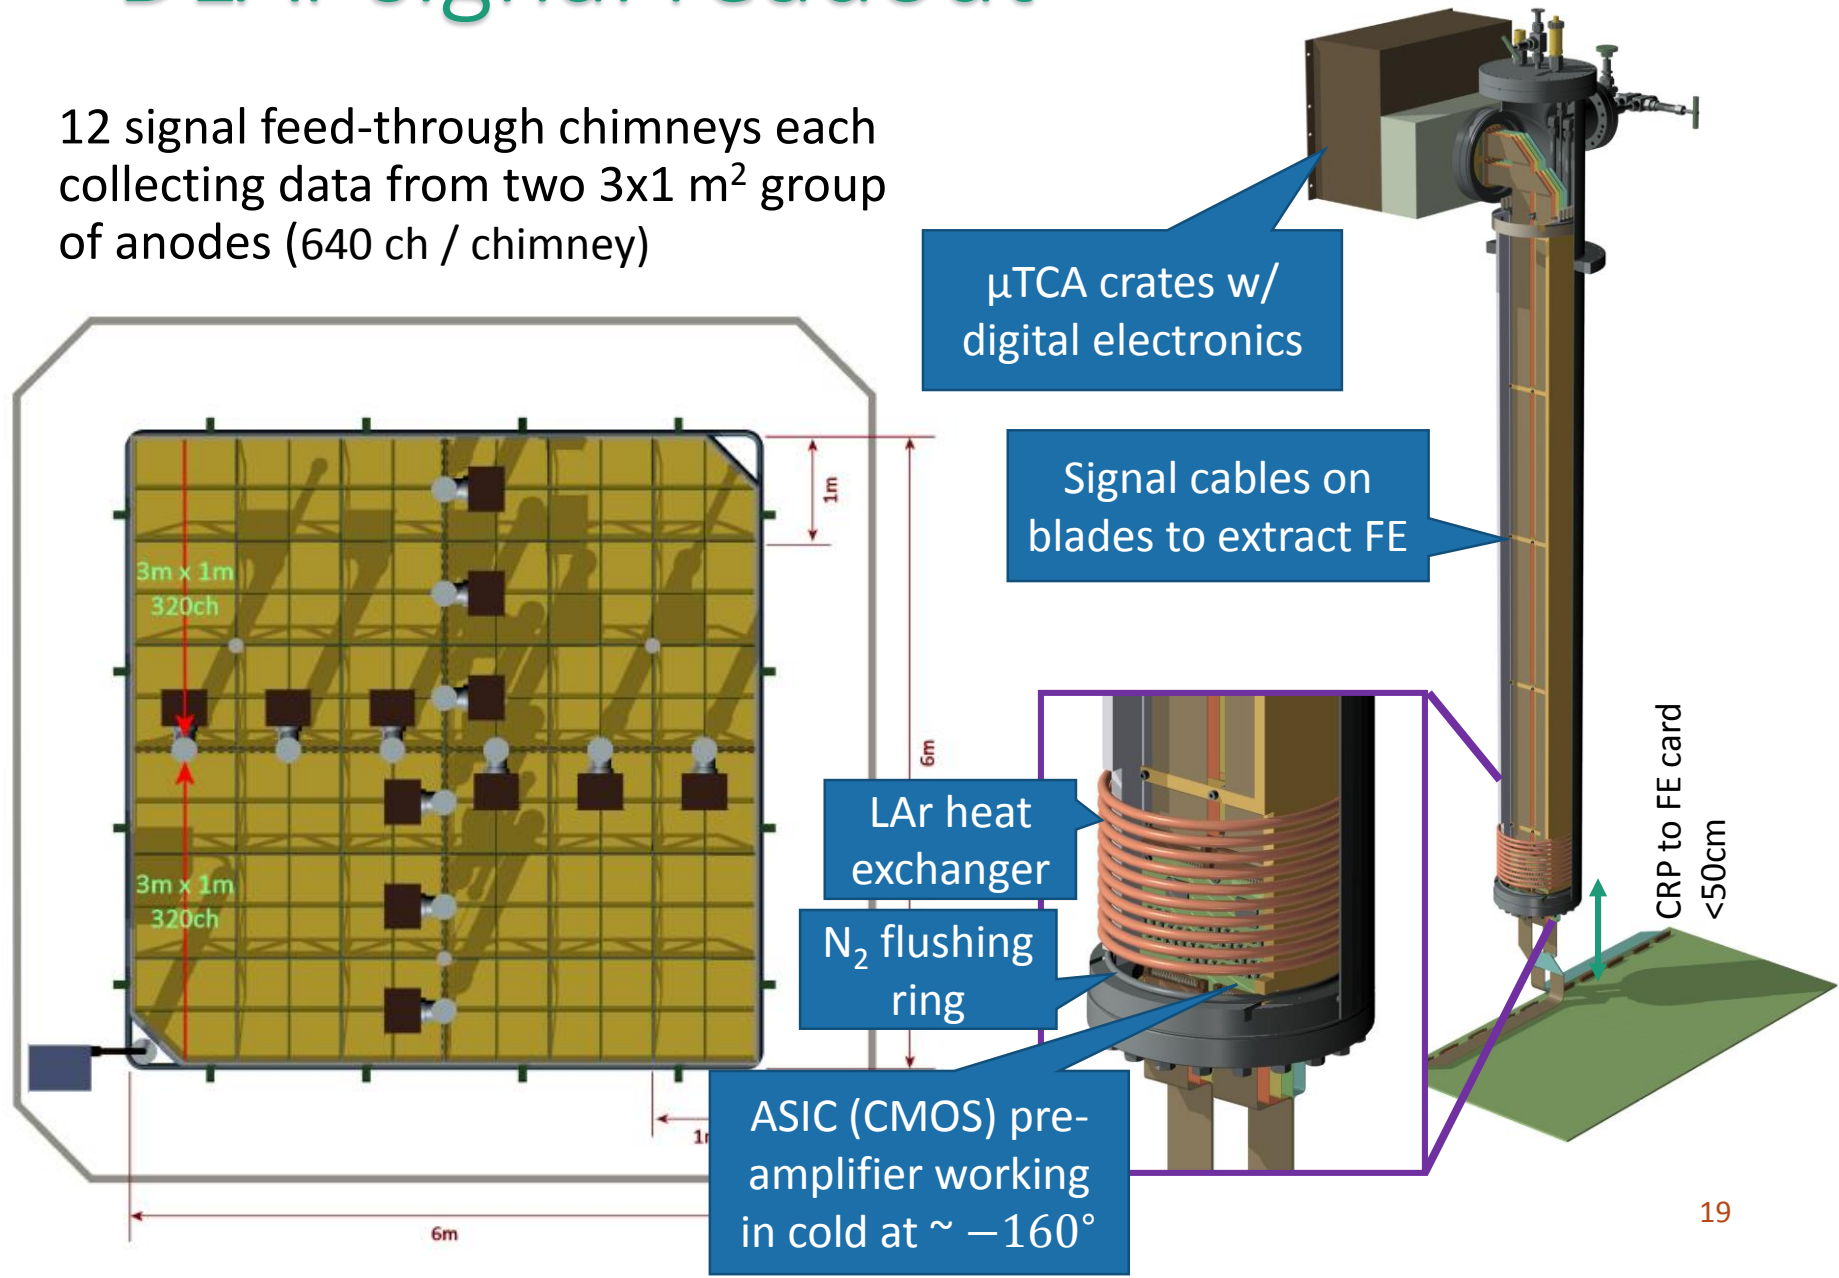 signal readout
12 signal feed-through chimneys each
collecting data from two 3x1 m² group
of anodes (640 ch / chimney)
µTCA crates w/
digital electronics
Signal cables on
blades to extract FE
1m
3m x 1m
320ch
6m
LAr heat
exchanger
N₂ flushing
ring
CRP to FE card
<50cm
3m x 1m
320ch
ASIC (CMOS) pre-
amplifier working
in cold at ~ −160°
6m
19